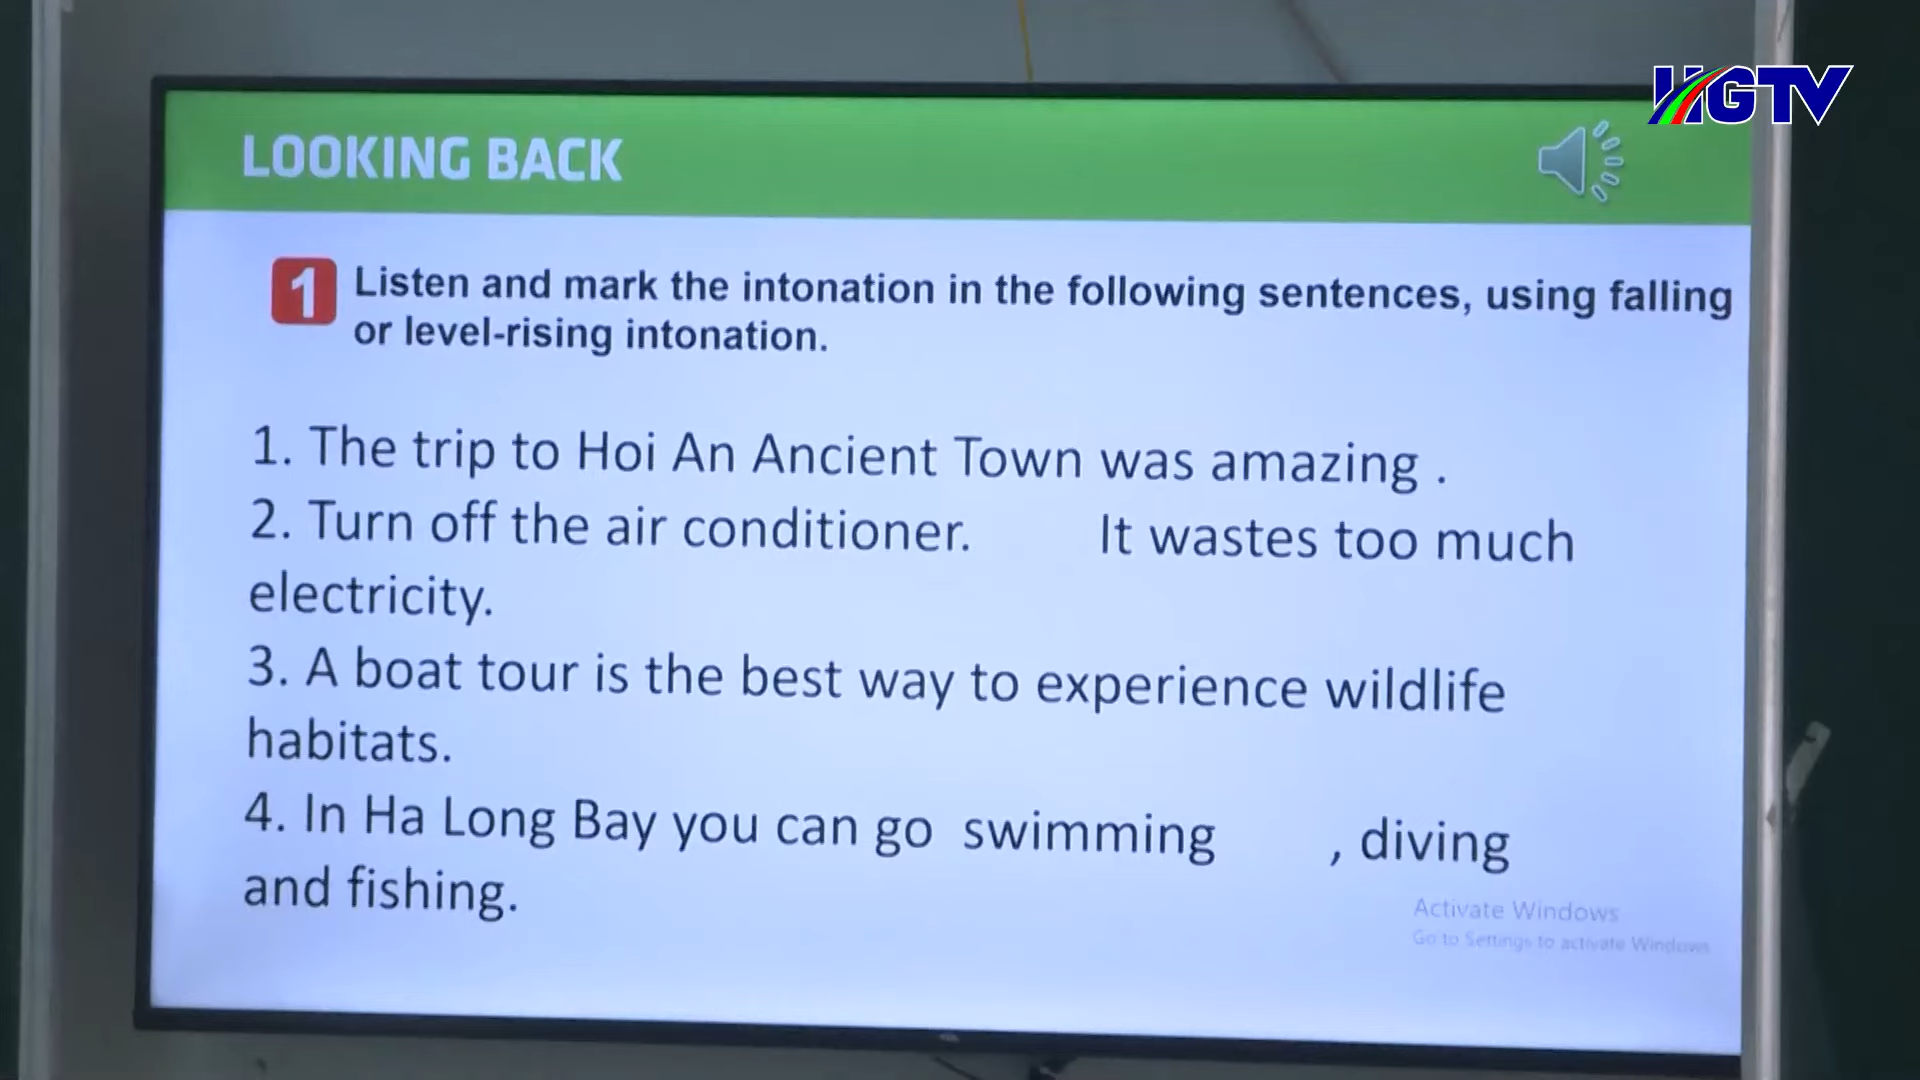 HGTV
LOOKING BACK
1 Listen and mark the intonation in the following sentences, using falling
or level-rising intonation.
1. The trip to Hoi An Ancient Town was amazing .
2. Turn off the air conditioner. It wastes too much
electricity.
3. A boat tour is the best way to experience wildlife
habitats.
4. In Ha Long Bay you can go swimming , diving
and fishing.
Activate Windows
Go to Settings to activate Windows